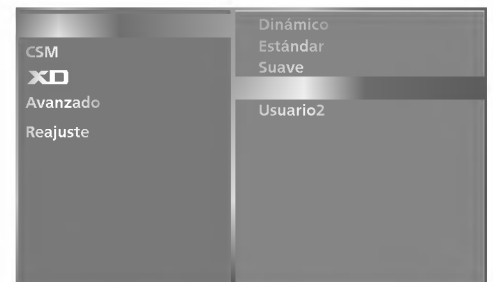 CSM
XD
Avanzado
Reajuste
Dinámico
Estándar
Suave
Usuario2